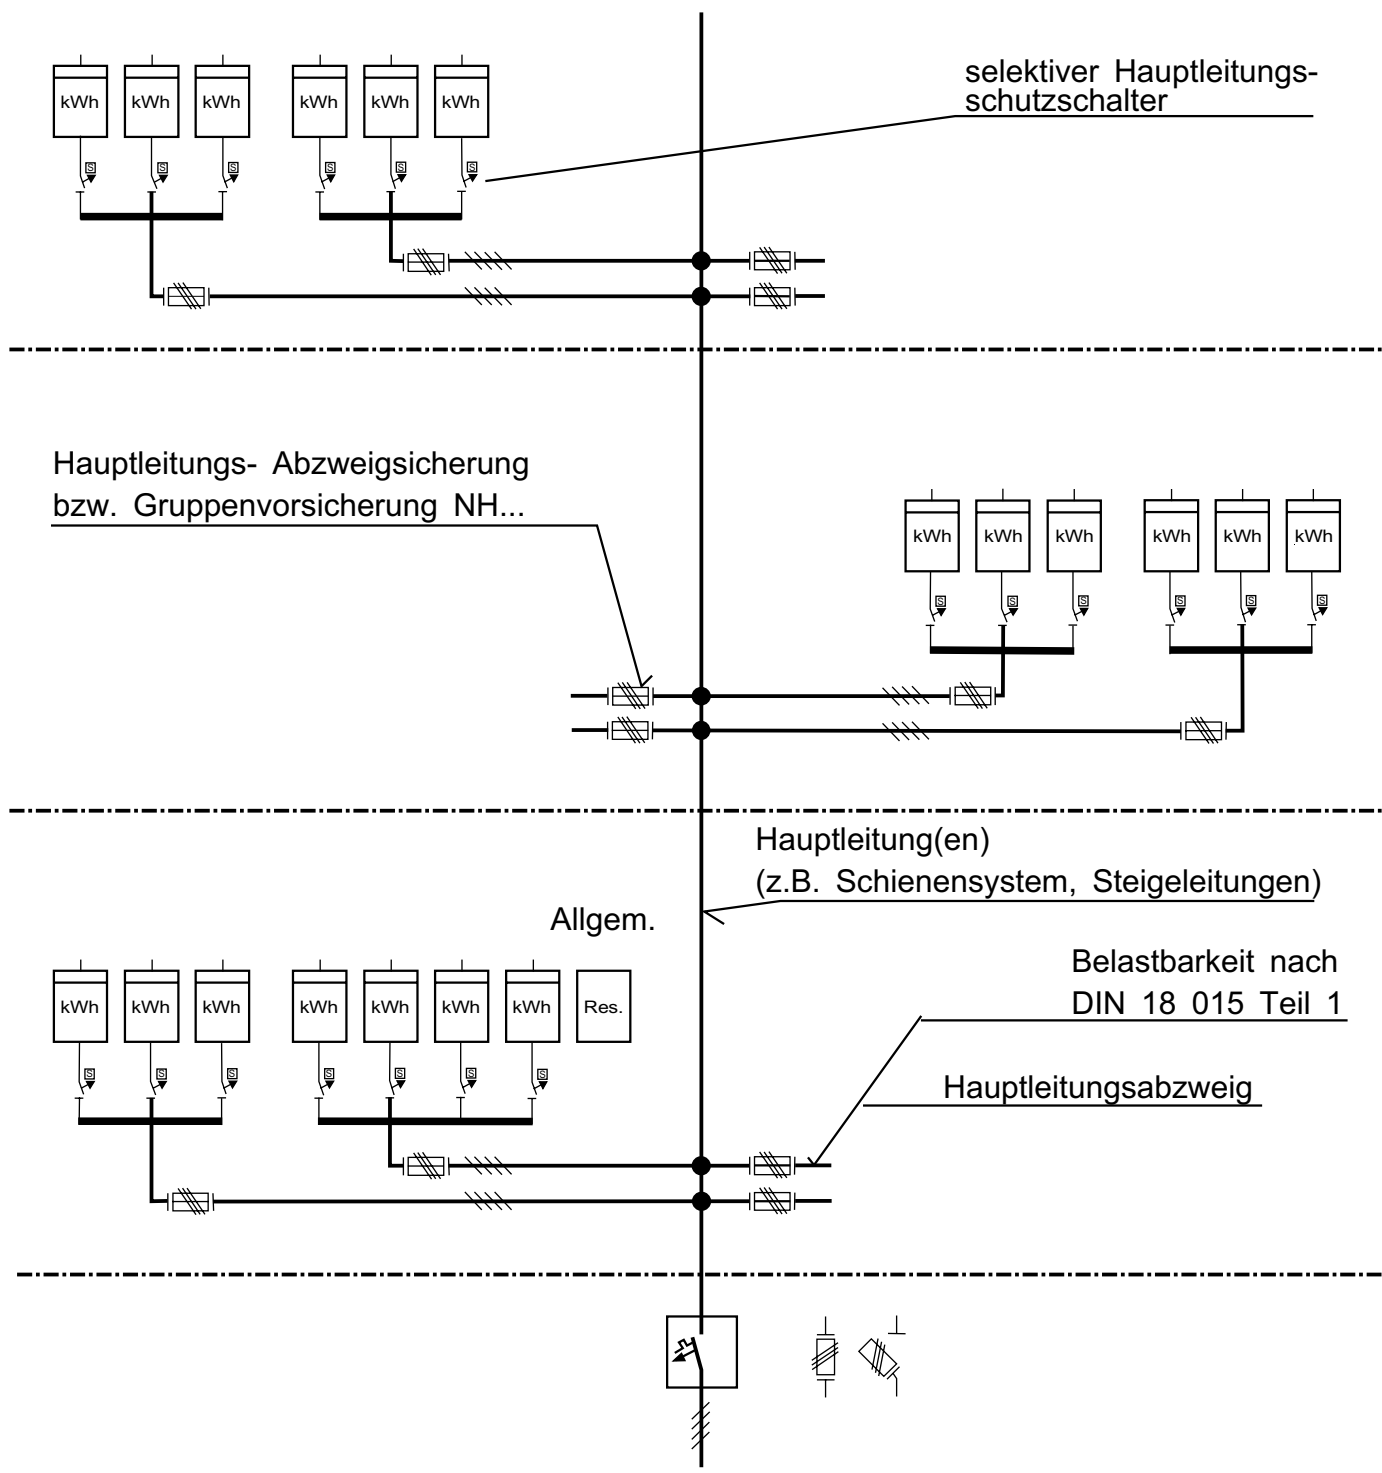 selektiver Hauptleitungs-
schutzschalter
kWh kWh kWh kWh kWh kWh
S S S S S S
Hauptleitungs- Abzweigsicherung
bzw. Gruppenvorsicherung NH...
kWh kWh kWh kWh kWh kWh
S S S S S S
Hauptleitung(en)
(z.B. Schienensystem, Steigeleitungen)
Allgem.
Belastbarkeit nach
DIN 18 015 Teil 1
kWh kWh kWh kWh kWh kWh kWh Res.
S S S S S S S
Hauptleitungsabzweig